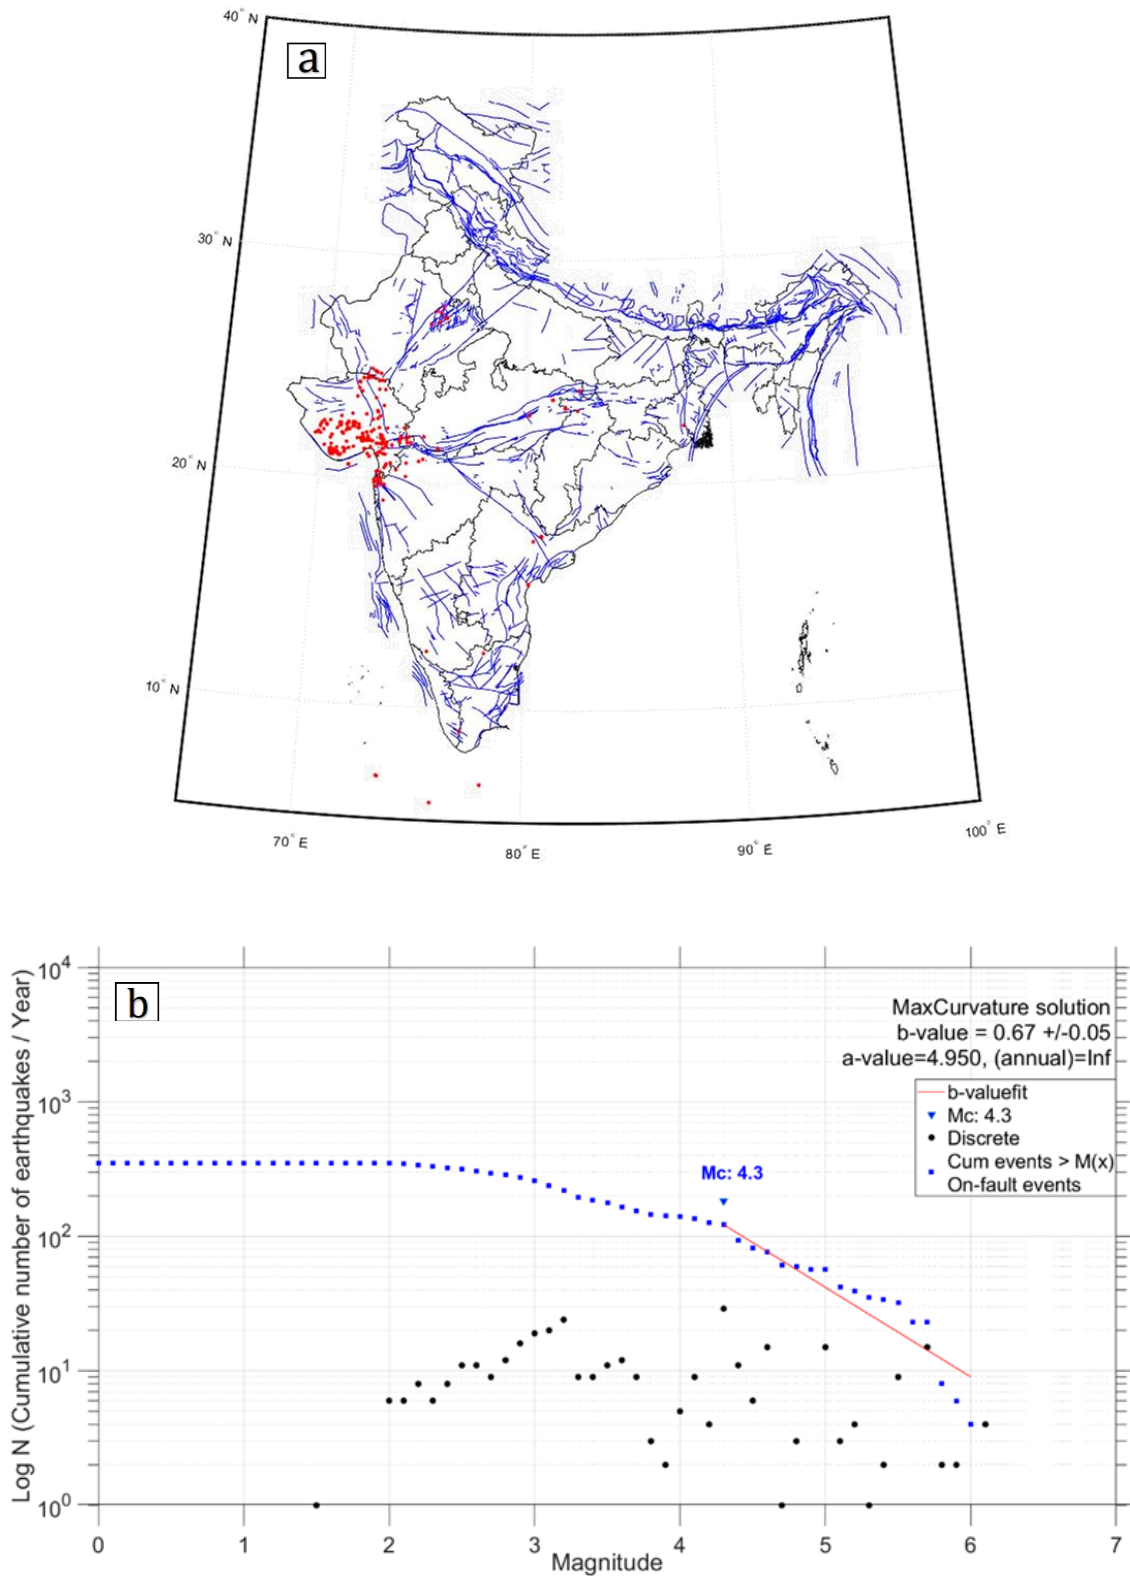 a
40° N
30° N
20° N
10° N
70° E
80° E
90° E
100° E
b
Log N (Cumulative number of earthquakes / Year)
10^4
10^3
10^2
10^1
10^0
MaxCurvature solution
b-value = 0.67 +/-0.05
a-value=4.950, (annual)=Inf
b-valuefit
Mc: 4.3
Discrete
Cum events > M(x)
On-fault events
Mc: 4.3
0 1 2 3 4 5 6 7
Magnitude